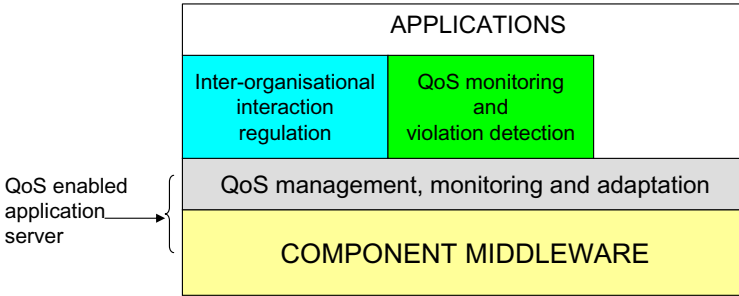 APPLICATIONS
Inter-organisational
interaction
regulation
QoS monitoring
and
violation detection
QoS enabled
application
server
QoS management, monitoring and adaptation
COMPONENT MIDDLEWARE